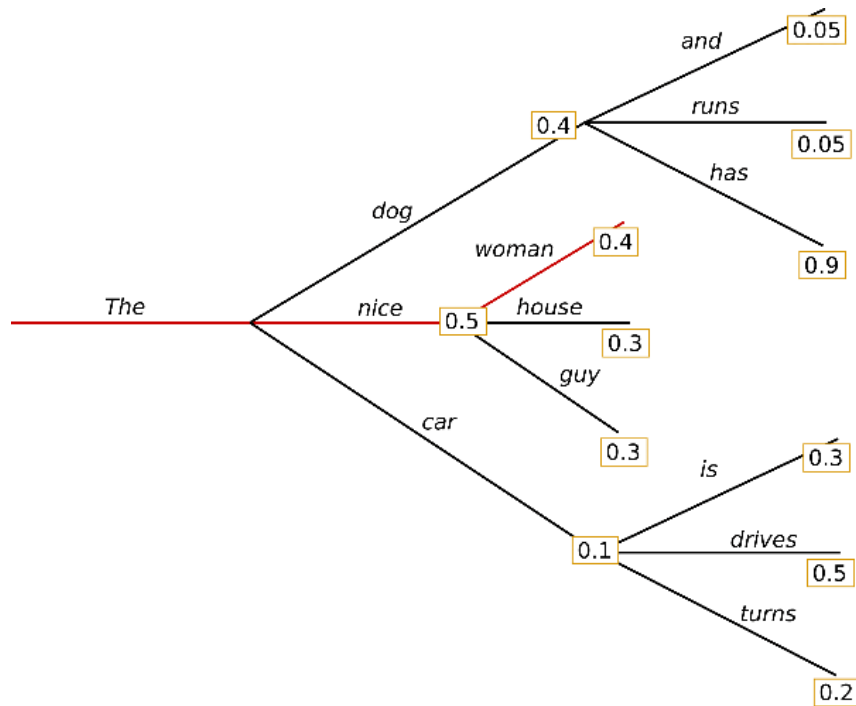 and
0.05
0.4
runs
0.05
has
0.9
dog
woman
0.4
The
nice
0.5
house
0.3
guy
0.3
car
is
0.3
0.1
drives
0.5
turns
0.2